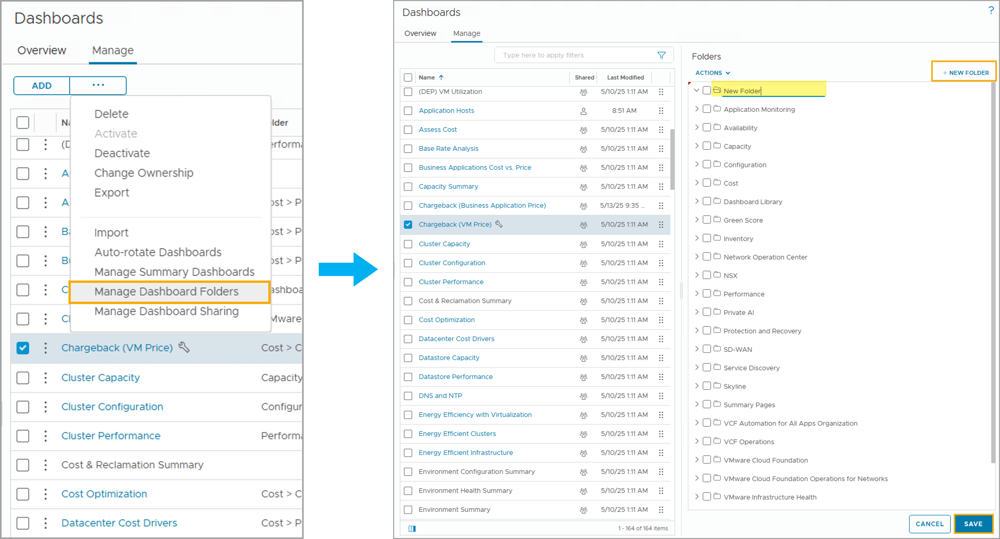 Dashboards
Overview Manage
ADD ...
Delete
Activate
Deactivate
Change Ownership
Export
Import
Auto-rotate Dashboards
Manage Summary Dashboards
Manage Dashboard Folders
Manage Dashboard Sharing
Chargeback (VM Price) Cost > C
Cluster Capacity Capacity
Cluster Configuration Configur
Cluster Performance Perform
Cost & Reclamation Summary
Cost Optimization Cost > C
Datacenter Cost Drivers Cost > P
Dashboards ?
Overview Manage
Type here to apply filters
Name Shared Last Modified
(DEP) VM Utilization 5/10/25 1:11 AM
Application Hosts 8:51 AM
Assess Cost 5/10/25 1:11 AM
Base Rate Analysis 5/10/25 1:11 AM
Business Applications Cost vs. Price 5/10/25 1:11 AM
Capacity Summary 5/10/25 1:11 AM
Chargeback (Business Application Price) 5/13/25 9:35 ...
Chargeback (VM Price) 5/10/25 1:11 AM
Cluster Capacity 5/10/25 1:11 AM
Cluster Configuration 5/10/25 1:11 AM
Cluster Performance 5/10/25 1:11 AM
Cost & Reclamation Summary 5/10/25 1:11 AM
Cost Optimization 5/10/25 1:11 AM
Datacenter Cost Drivers 5/10/25 1:11 AM
Datastore Capacity 5/10/25 1:11 AM
Datastore Performance 5/10/25 1:11 AM
DNS and NTP 5/10/25 1:11 AM
Energy Efficiency with Virtualization 5/10/25 1:11 AM
Energy Efficient Clusters 5/10/25 1:11 AM
Energy Efficient Infrastructure 5/10/25 1:11 AM
Environment Configuration Summary 5/10/25 1:11 AM
Environment Health Summary 5/10/25 1:11 AM
Environment Summary 5/10/25 1:11 AM
1 - 164 of 164 items
Folders
ACTIONS + NEW FOLDER
New Folder
Application Monitoring
Availability
Capacity
Configuration
Cost
Dashboard Library
Green Score
Inventory
Network Operation Center
NSX
Performance
Private AI
Protection and Recovery
SD-WAN
Service Discovery
Skyline
Summary Pages
VCF Automation for All Apps Organization
VCF Operations
VMware Cloud Foundation
VMware Cloud Foundation Operations for Networks
VMware Infrastructure Health
CANCEL SAVE